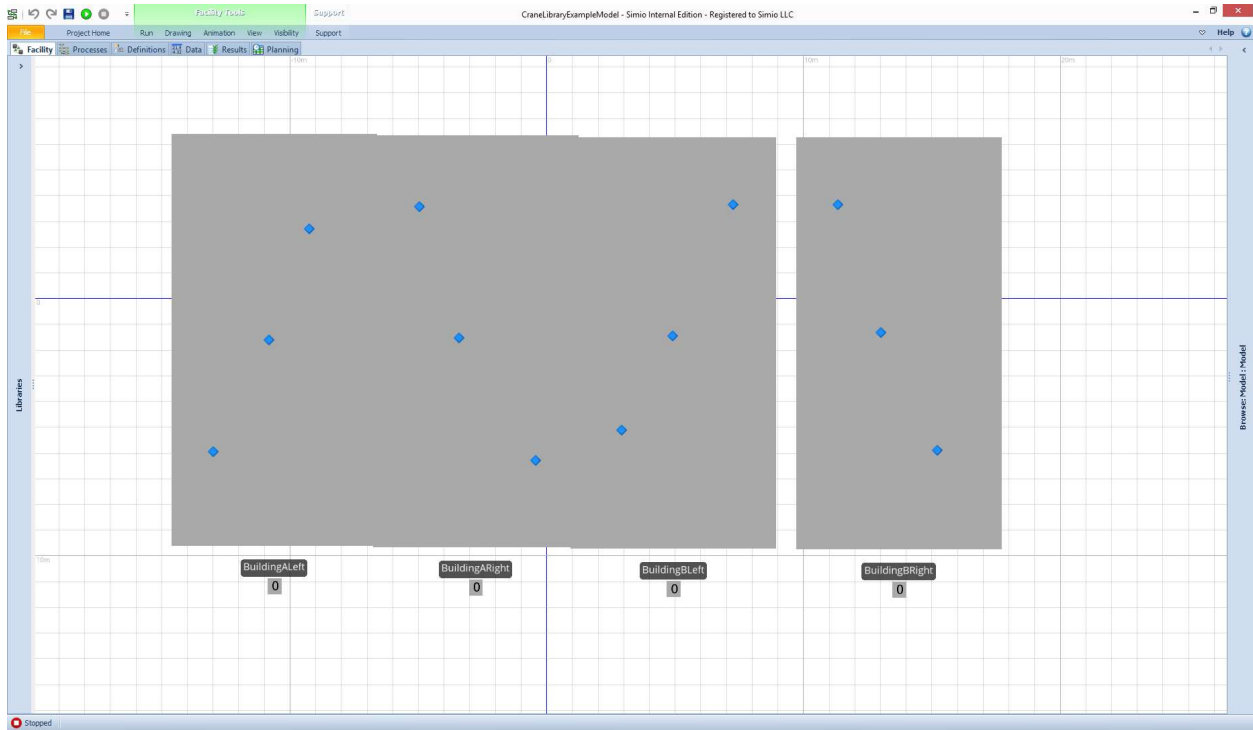 Facility Tools
Support
CraneLibraryExampleModel - Simio Internal Edition - Registered to Simio LLC
File
Project Home
Run
Drawing
Animation
View
Visibility
Support
Help
Facility
Processes
Definitions
Data
Results
Planning
-10m
0
10m
20m
0
Libraries
Browse: Model : Model
10m
BuildingALeft
0
BuildingARight
0
BuildingBLeft
0
BuildingBRight
0
Stopped